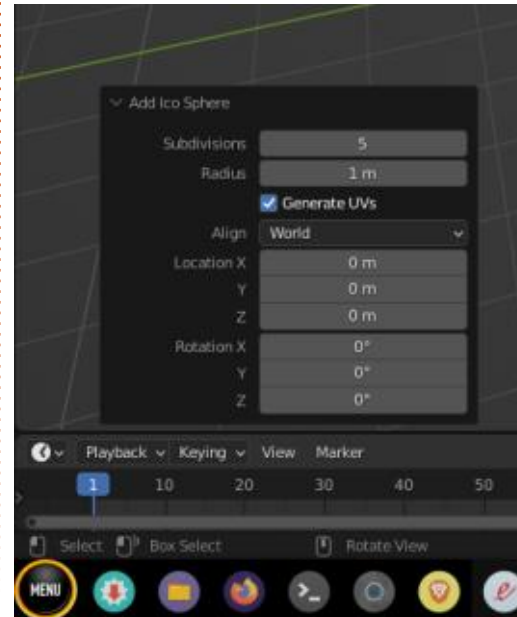 Add Ico Sphere
Subdivisions 5
Radius 1 m
Generate UVs
Align World
Location X 0 m
Y 0 m
Z 0 m
Rotation X 0°
Y 0°
Z 0°
Playback Keying View Marker
1 10 20 30 40 50
Select Box Select Rotate View
MENU